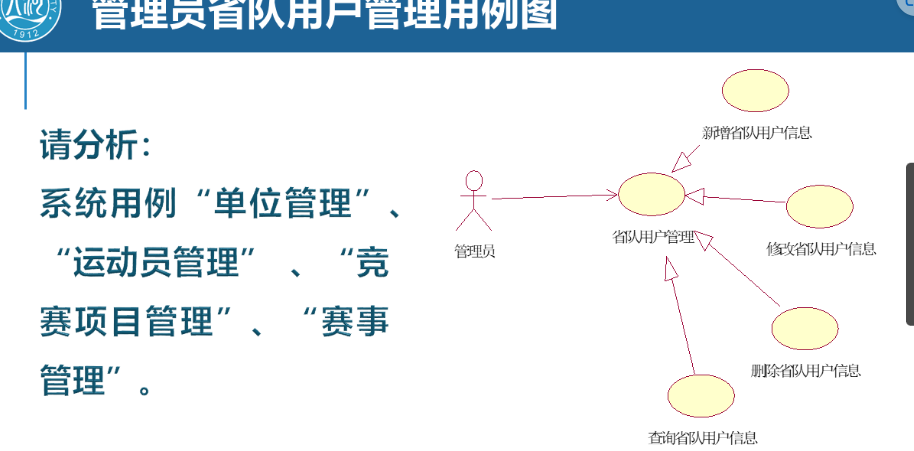 管理员省队用户管理用例图
1912
请分析：
系统用例“单位管理”、
“运动员管理” 、“竞
赛项目管理”、“赛事
管理”。
新增省队用户信息
管理员
省队用户管理
修改省队用户信息
删除省队用户信息
查询省队用户信息